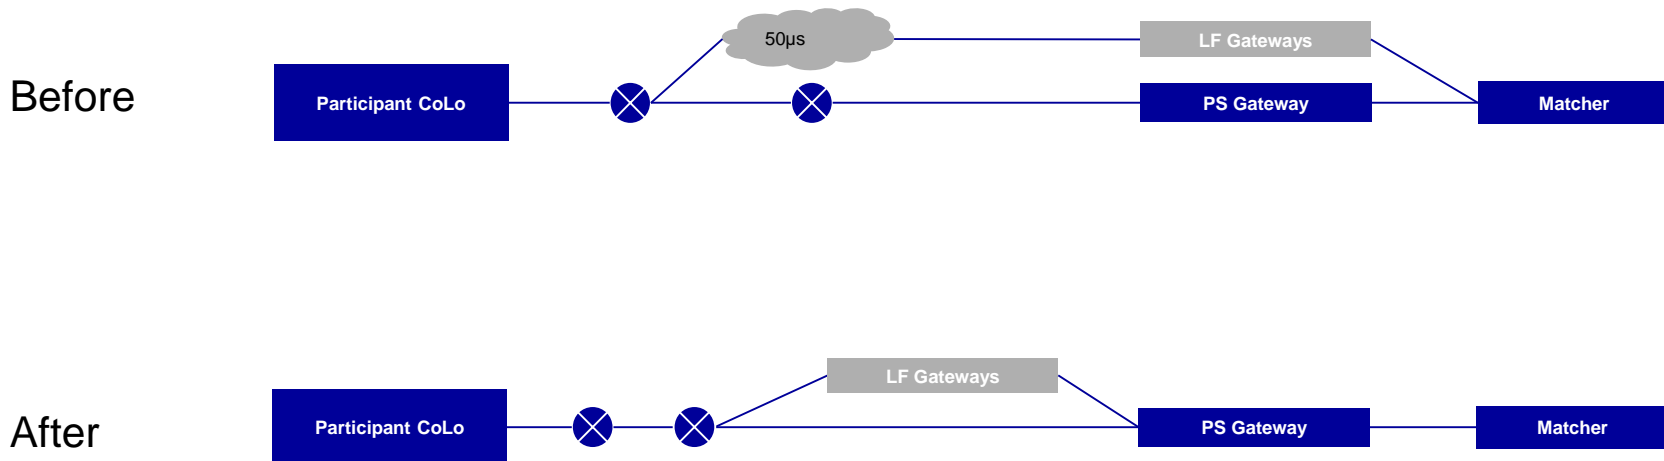 50µs
LF Gateways
Before
Participant CoLo
PS Gateway
Matcher
LF Gateways
After
Participant CoLo
PS Gateway
Matcher